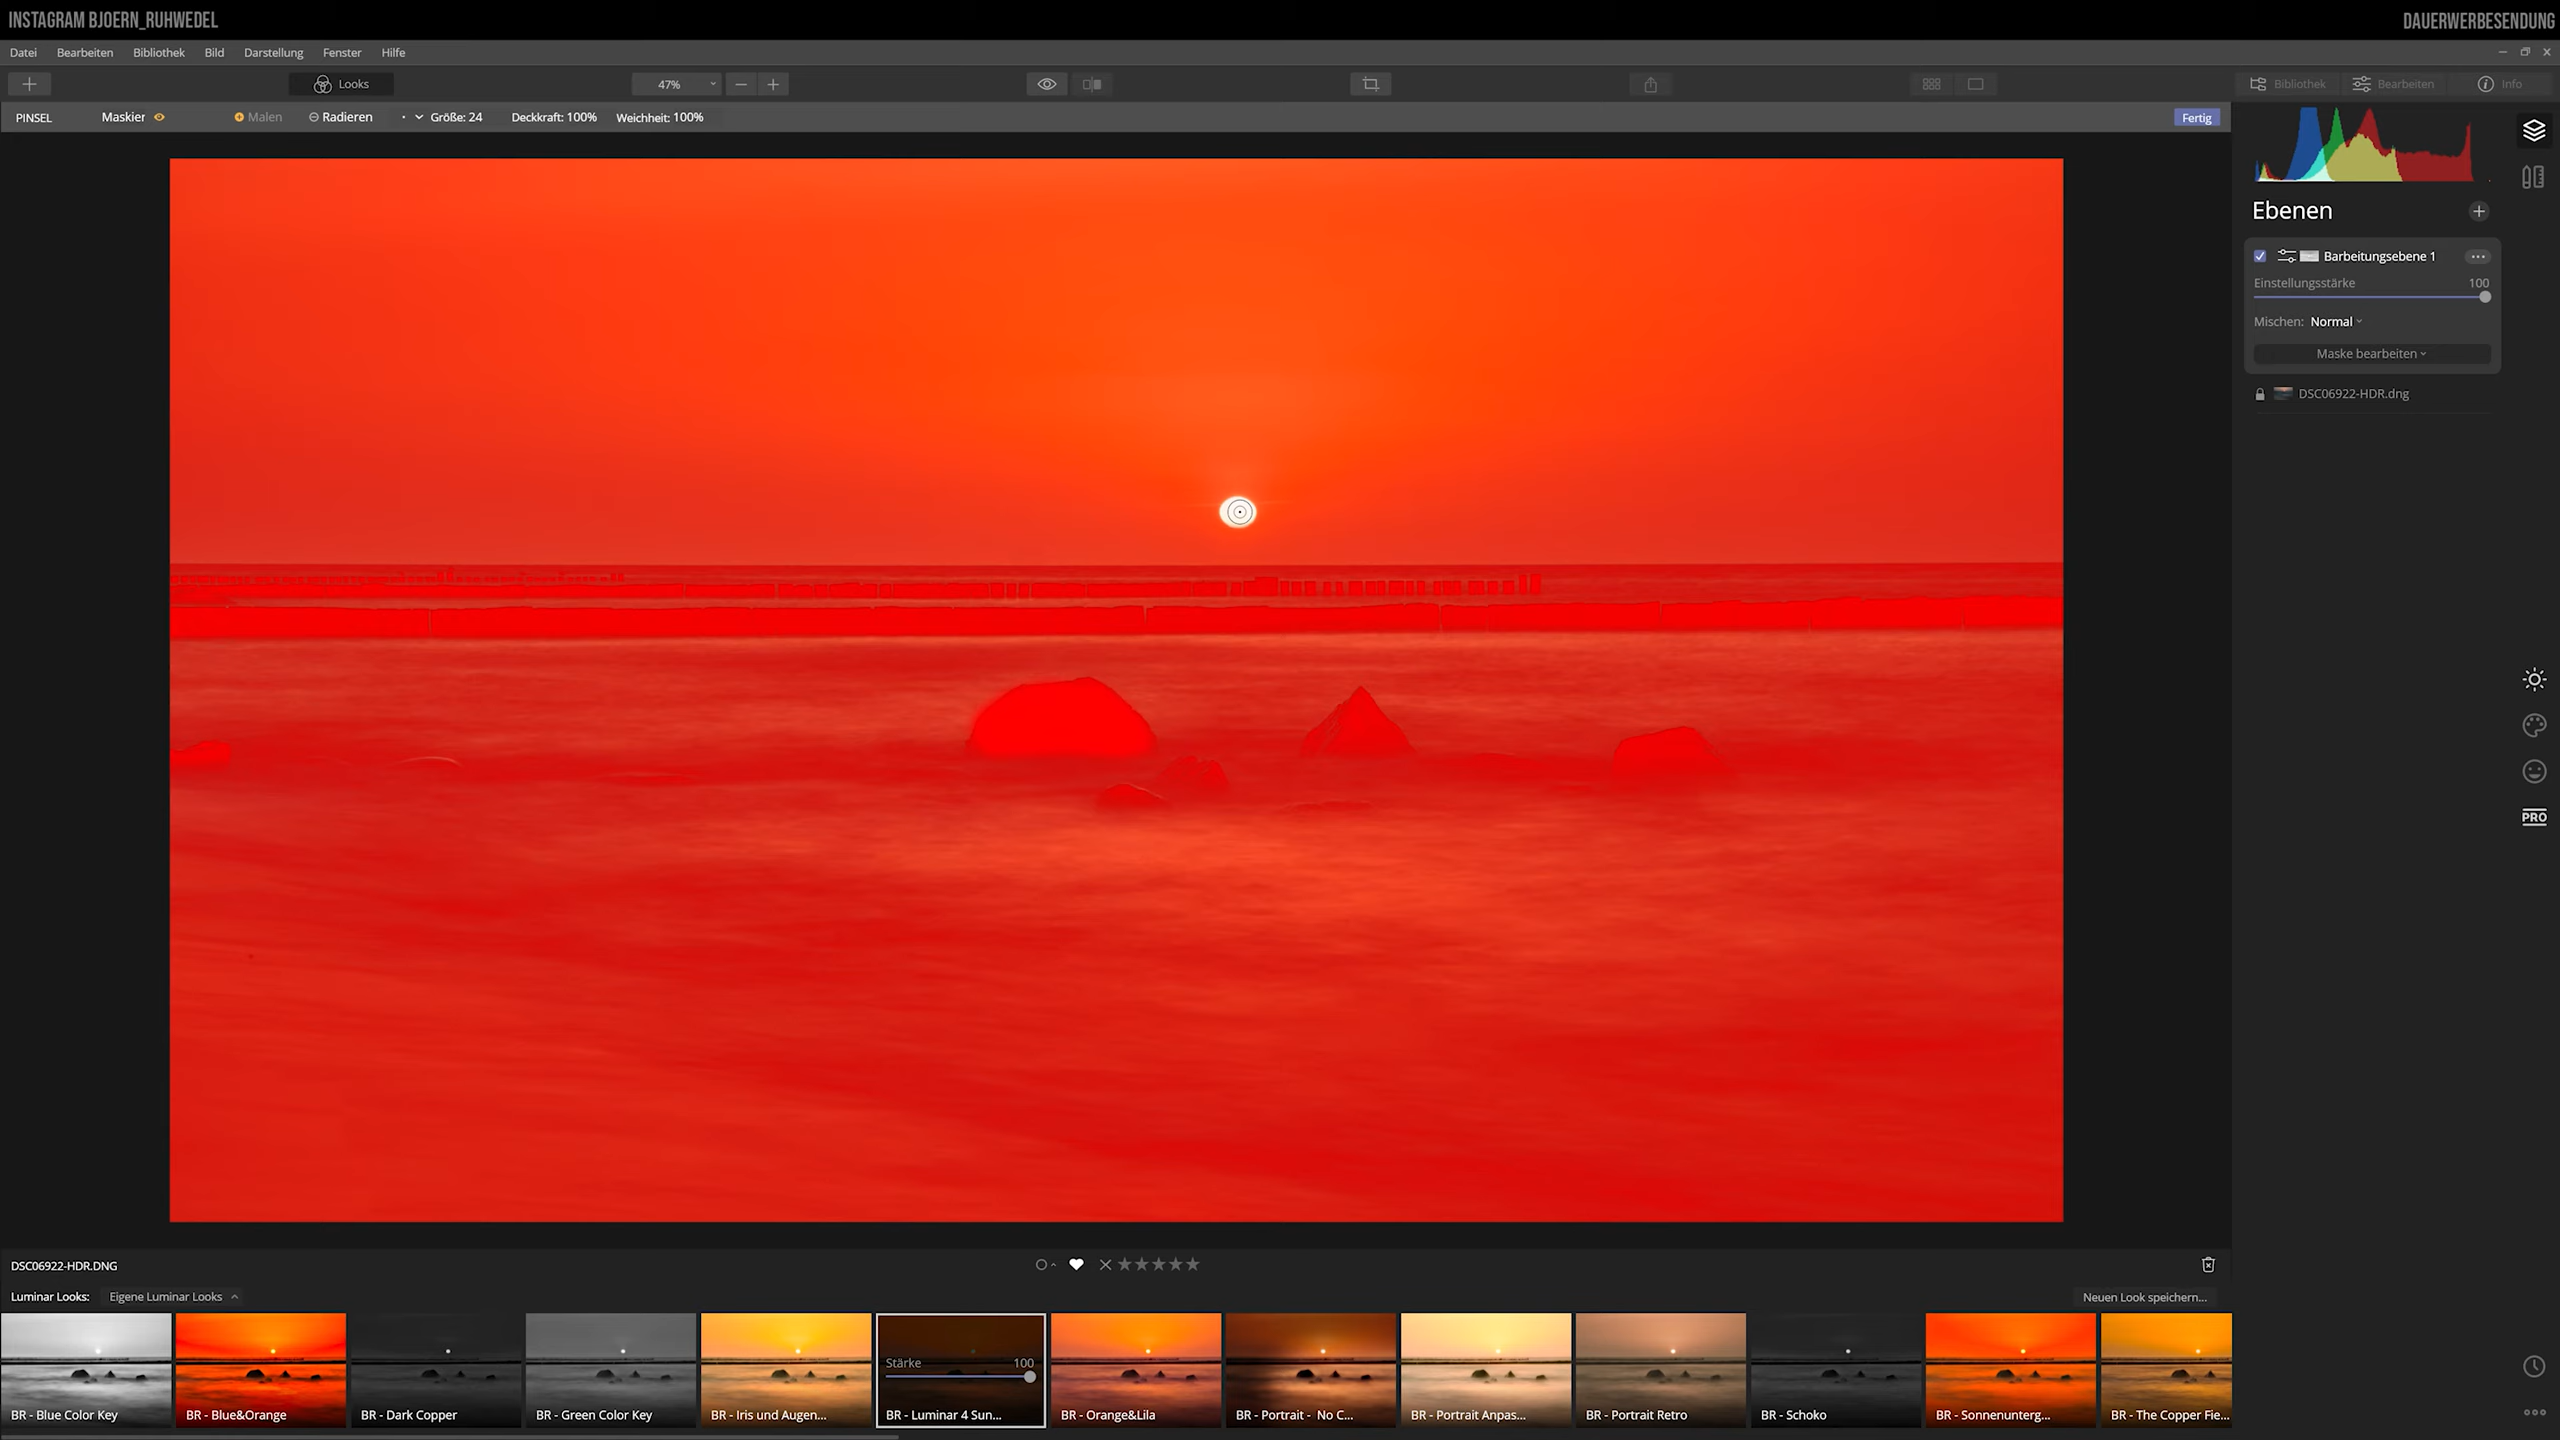 INSTAGRAM BJOERN_RUHWEDEL
DAUERWERBESENDUNG
Datei Bearbeiten Bibliothek Bild Darstellung Fenster Hilfe
Looks 47% Bibliothek Bearbeiten Info
PINSEL Maskier Malen Radieren Größe: 24 Deckkraft: 100% Weichheit: 100% Fertig
Ebenen
Barbeitungsebene 1
Einstellungsstärke 100
Mischen: Normal
Maske bearbeiten
DSC06922-HDR.dng
PRO
DSC06922-HDR.DNG
Luminar Looks: Eigene Luminar Looks Neuen Look speichern...
Stärke 100
BR - Blue Color Key BR - Blue&Orange BR - Dark Copper BR - Green Color Key BR - Iris und Augen... BR - Luminar 4 Sun... BR - Orange&Lila BR - Portrait - No C... BR - Portrait Anpas... BR - Portrait Retro BR - Schoko BR - Sonnenunterg... BR - The Copper Fie...